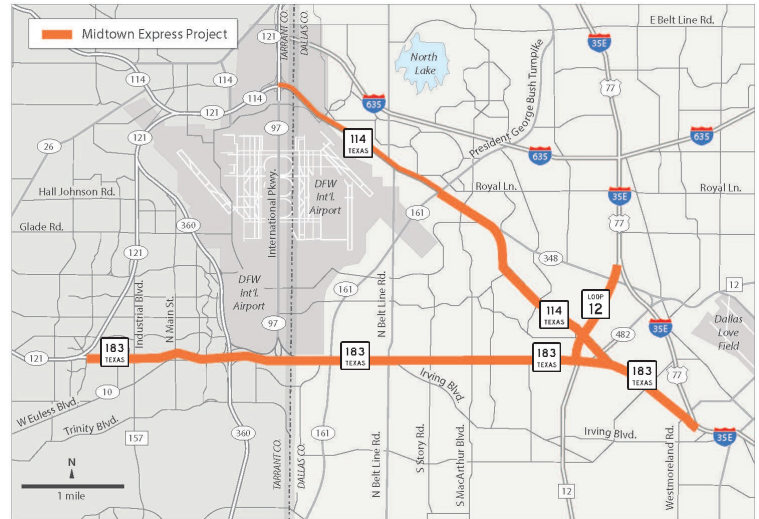 Midtown Express Project
121
TARRANT CO.
DALLAS CO.
E Belt Line Rd.
35E
North
Lake
77
114
114
114
121
635
President George Bush Turnpike
121
97
114
TEXAS
635
635
26
Hall Johnson Rd.
DFW
Int'l.
Airport
Royal Ln.
35E
Royal Ln.
International Pkwy.
161
77
Glade Rd.
360
121
348
DFW
Int'l.
Airport
161
12
Industrial Blvd.
N Main St.
N Belt Line Rd.
LOOP
12
114
TEXAS
97
482
35E
Dallas
Love
Field
121
183
TEXAS
183
TEXAS
183
TEXAS
183
TEXAS
77
10
Irving Blvd.
W Euless Blvd.
Trinity Blvd.
157
360
161
Irving Blvd.
35E
TARRANT CO.
DALLAS CO.
N Belt Line Rd.
S Story Rd.
S MacArthur Blvd.
Westmoreland Rd.
12
N
1 mile